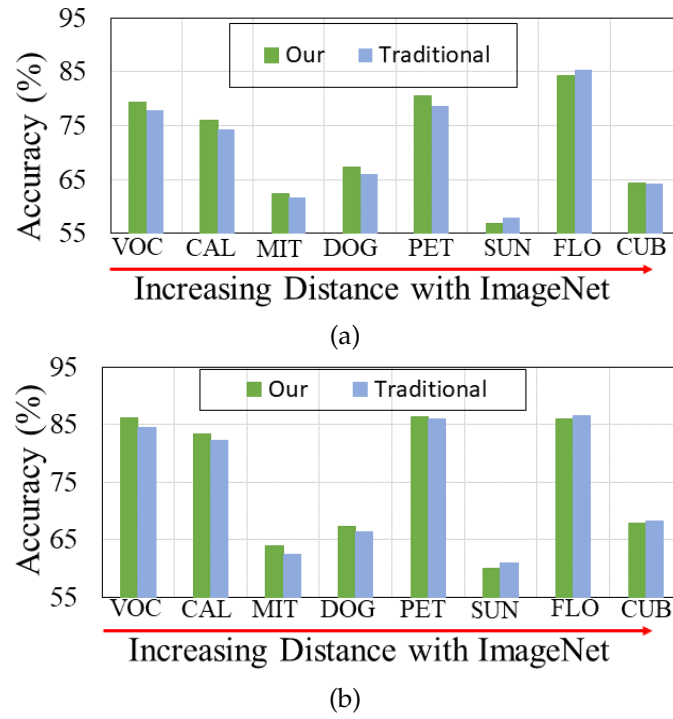 95
Our Traditional
85
75
65
55
Accuracy (%)
VOC CAL MIT DOG PET SUN FLO CUB
Increasing Distance with ImageNet
(a)
95
Our Traditional
85
75
65
55
Accuracy (%)
VOC CAL MIT DOG PET SUN FLO CUB
Increasing Distance with ImageNet
(b)